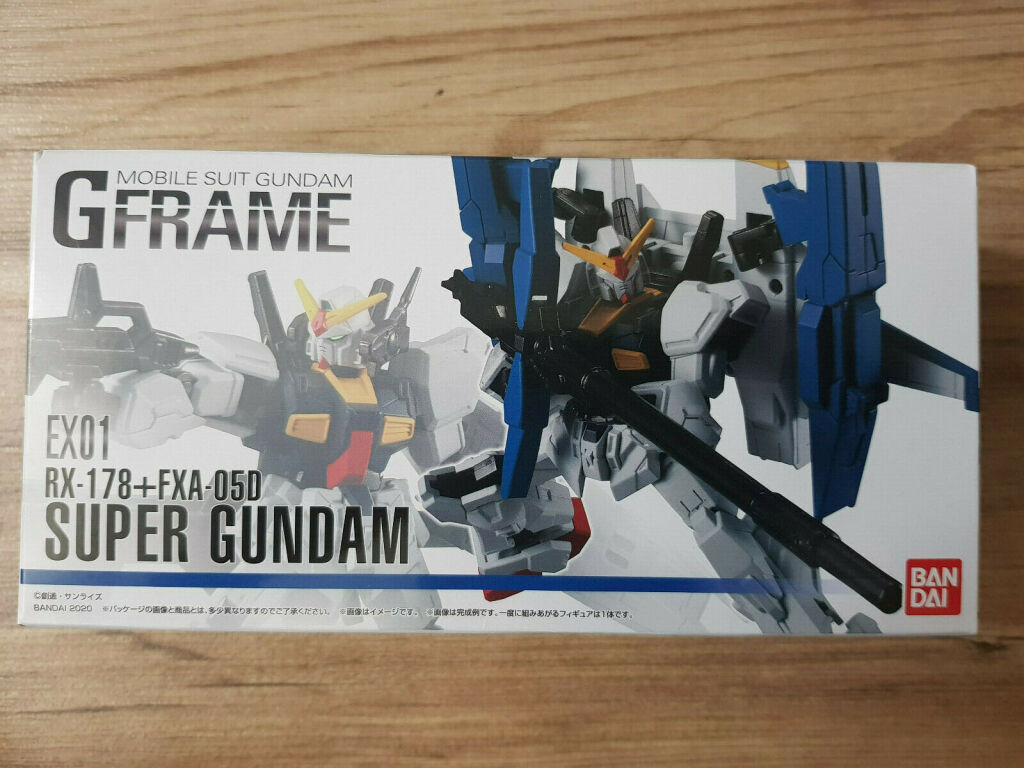 MOBILE SUIT GUNDAM
GFRAME
EX01
RX-178+FXA-05D
SUPER GUNDAM
©創通・サンライズ
BANDAI 2020 ※パッケージの画像と商品とは、多少異なりますのでご了承ください。 ※画像はイメージです。 ※画像は完成例です。一度に組みあがるフィギュアは1体です。
BAN
DAI